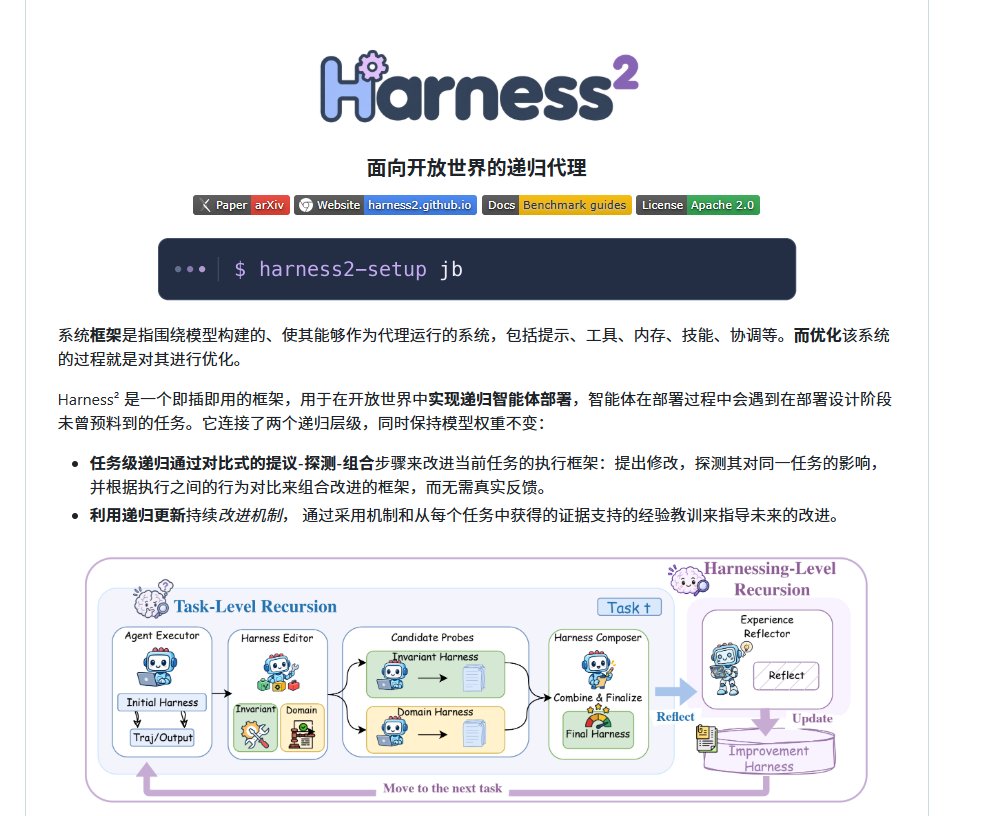 Harness²
面向开放世界的递归代理
Paper arXiv Website harness2.github.io Docs Benchmark guides License Apache 2.0
$ harness2-setup jb
系统框架是指围绕模型构建的、使其能够作为代理运行的系统，包括提示、工具、内存、技能、协调等。而优化该系统
的过程就是对其进行优化。
Harness² 是一个即插即用的框架，用于在开放世界中实现递归智能体部署，智能体在部署过程中会遇到在部署设计阶段
未曾预料到的任务。它连接了两个递归层级，同时保持模型权重不变：
任务级递归通过对比式的提议-探测-组合步骤来改进当前任务的执行框架：提出修改，探测其对同一任务的影响，
并根据执行之间的行为对比来组合改进的框架，而无需真实反馈。
利用递归更新持续改进机制， 通过采用机制和从每个任务中获得的证据支持的经验教训来指导未来的改进。
Task-Level Recursion
Task t
Agent Executor
Initial Harness
Traj/Output
Harness Editor
Invariant
Domain
Candidate Probes
Invariant Harness
Domain Harness
Harness Composer
Combine & Finalize
Final Harness
Reflect
Harnessing-Level
Recursion
Experience
Reflector
Reflect
Update
Improvement
Harness
Move to the next task